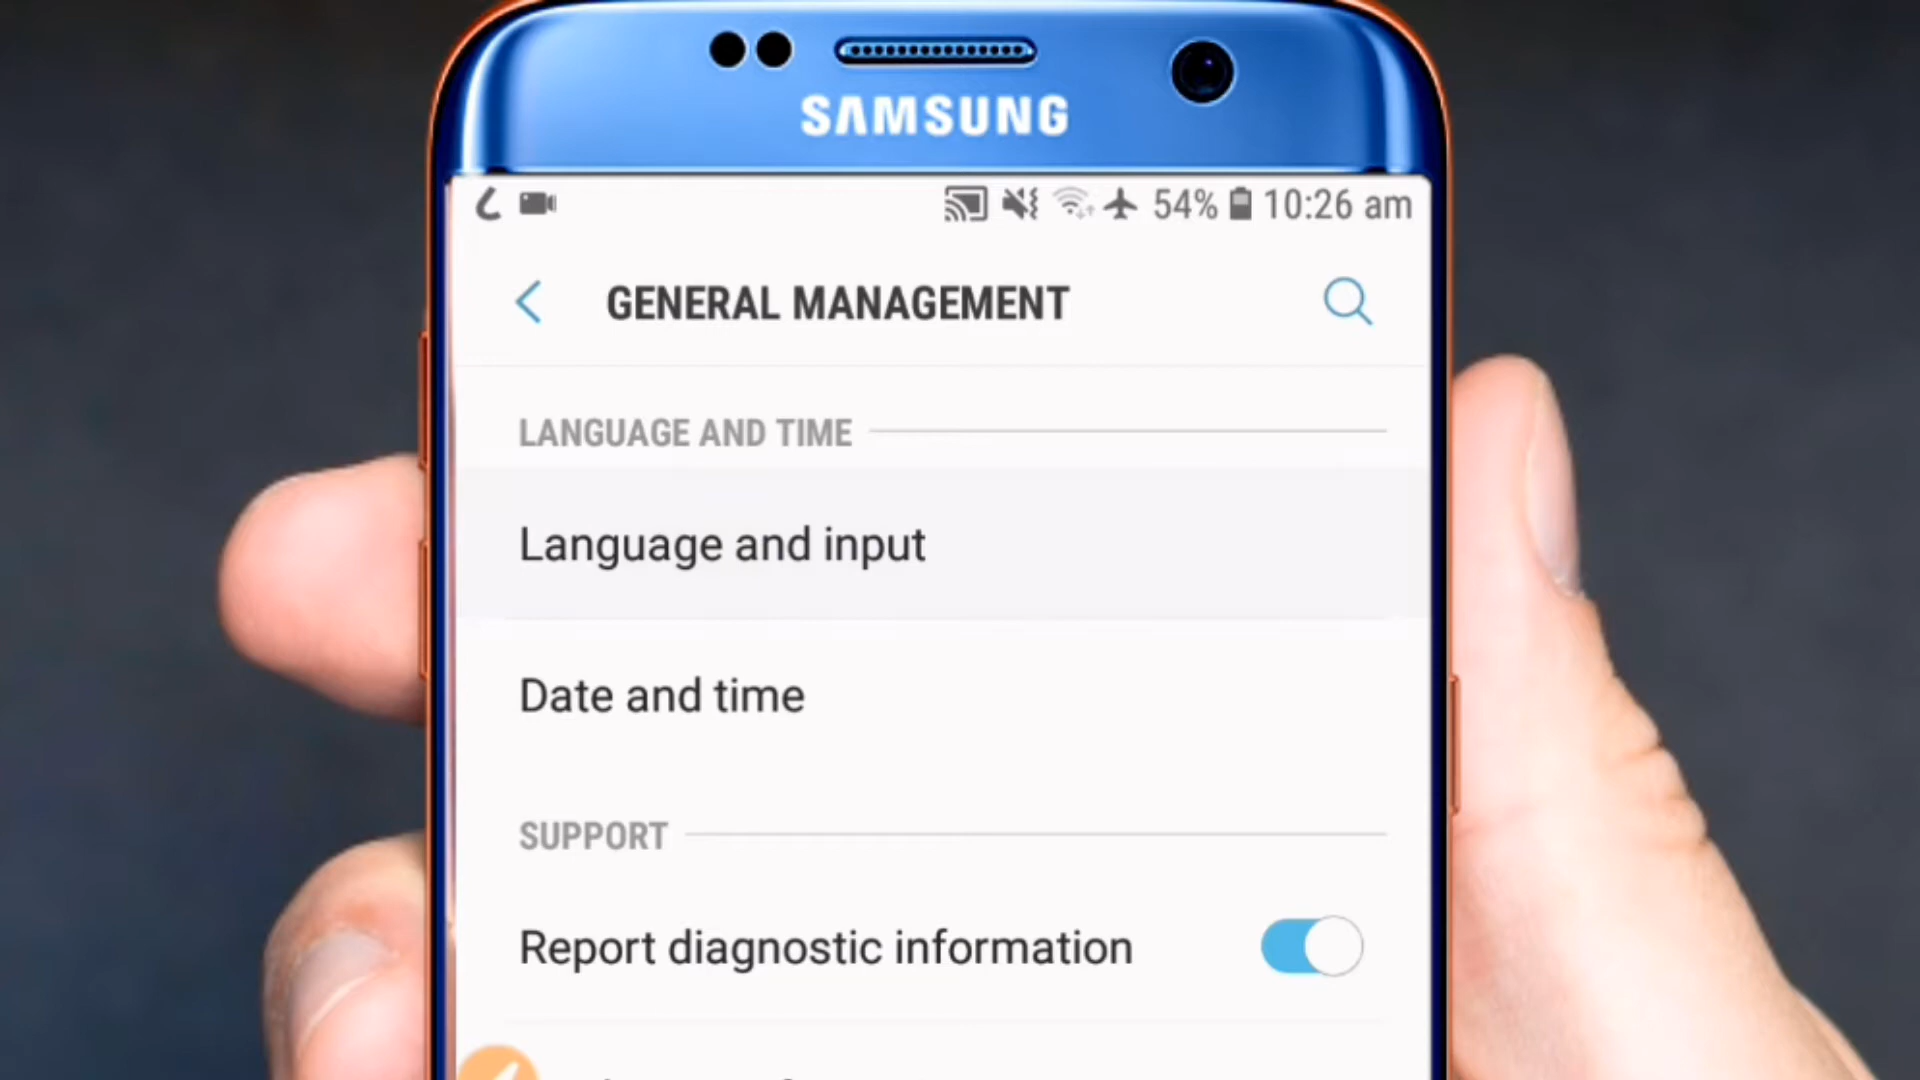 SAMSUNG
54% 10:26 am
GENERAL MANAGEMENT
LANGUAGE AND TIME
Language and input
Date and time
SUPPORT
Report diagnostic information